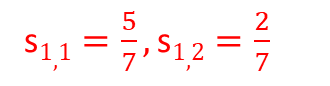 s₁,₁ = 5/7, s₁,₂ = 2/7